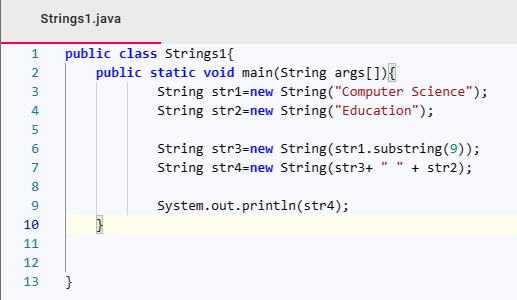 Strings1.java
1 public class Strings1{
2 public static void main(String args[]){
3 String str1=new String("Computer Science");
4 String str2=new String("Education");
5
6 String str3=new String(str1.substring(9));
7 String str4=new String(str3+ " " + str2);
8
9 System.out.println(str4);
10 }
11
12
13 }